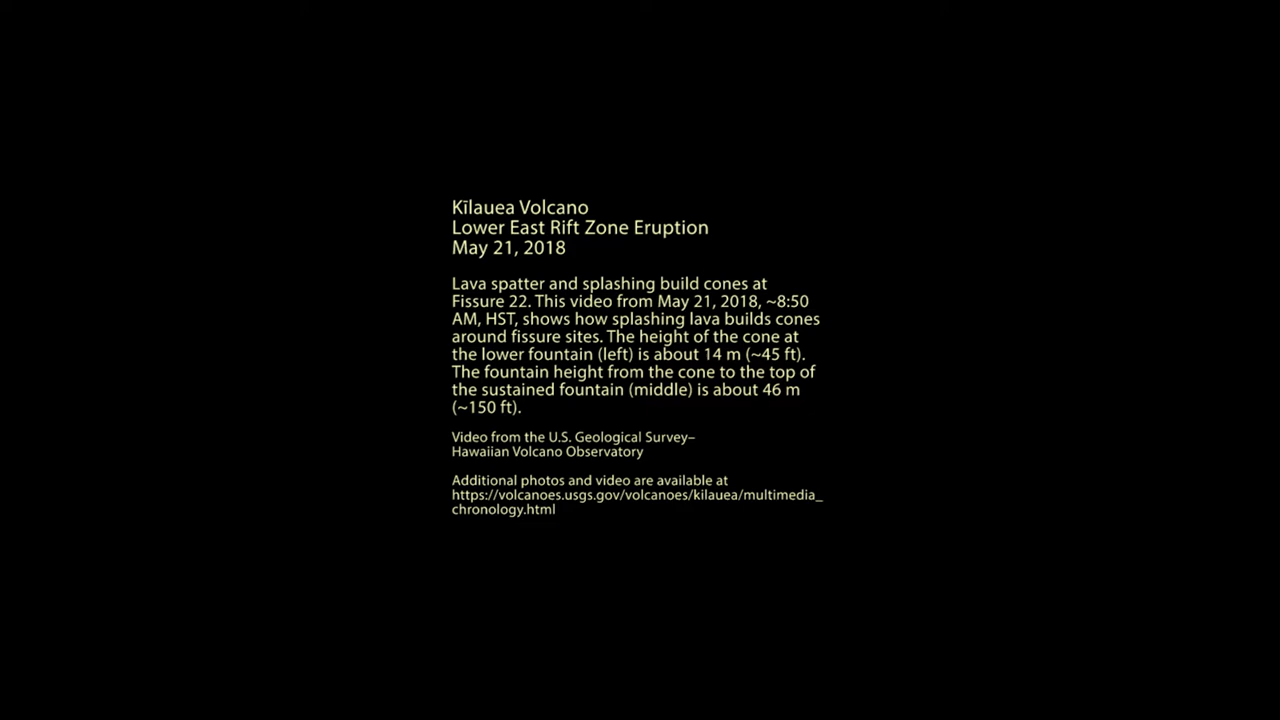 Kīlauea Volcano
Lower East Rift Zone Eruption
May 21, 2018
Lava spatter and splashing build cones at
Fissure 22. This video from May 21, 2018, ~8:50
AM, HST, shows how splashing lava builds cones
around fissure sites. The height of the cone at
the lower fountain (left) is about 14 m (~45 ft).
The fountain height from the cone to the top of
the sustained fountain (middle) is about 46 m
(~150 ft).
Video from the U.S. Geological Survey–
Hawaiian Volcano Observatory
Additional photos and video are available at
https://volcanoes.usgs.gov/volcanoes/kilauea/multimedia_
chronology.html